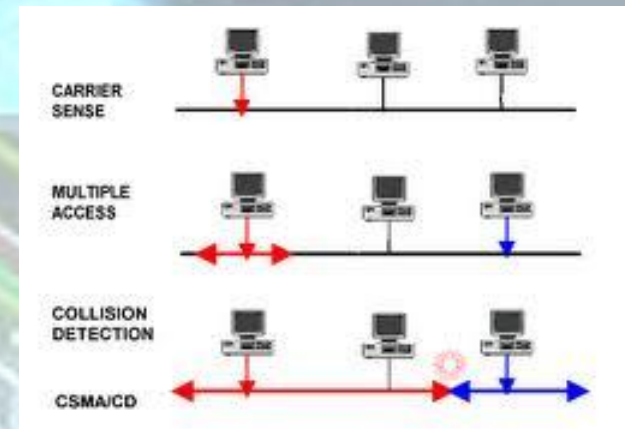 CARRIER
SENSE
MULTIPLE
ACCESS
COLLISION
DETECTION
CSMA/CD